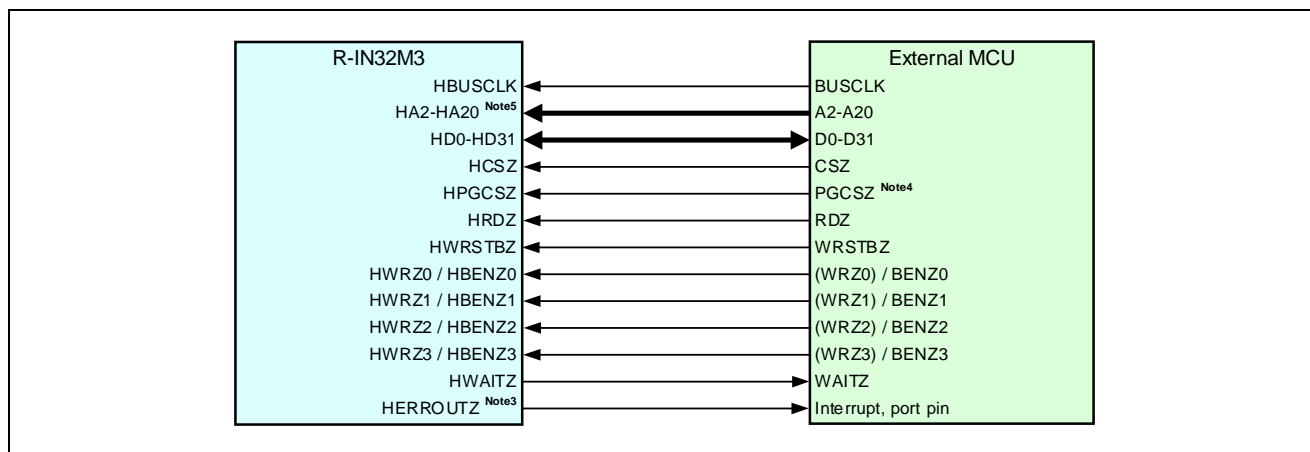 R-IN32M3 External MCU
HBUSCLK BUSCLK
HA2-HA20 Note5 A2-A20
HD0-HD31 D0-D31
HCSZ CSZ
HPGCSZ PGCSZ Note4
HRDZ RDZ
HWRSTBZ WRSTBZ
HWRZ0 / HBENZ0 (WRZ0) / BENZ0
HWRZ1 / HBENZ1 (WRZ1) / BENZ1
HWRZ2 / HBENZ2 (WRZ2) / BENZ2
HWRZ3 / HBENZ3 (WRZ3) / BENZ3
HWAITZ WAITZ
HERROUTZ Note3 Interrupt, port pin